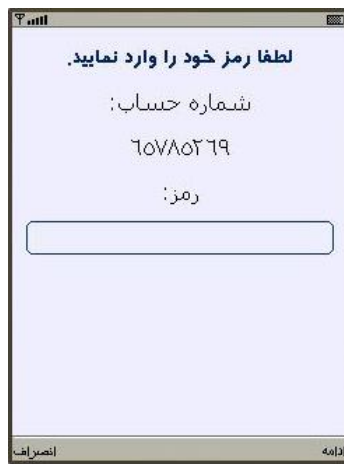 لطفا رمز خود را وارد نمایید.
شماره حساب:
٦٥٧٨٥٢٦٩
رمز:
ادامه
انصراف